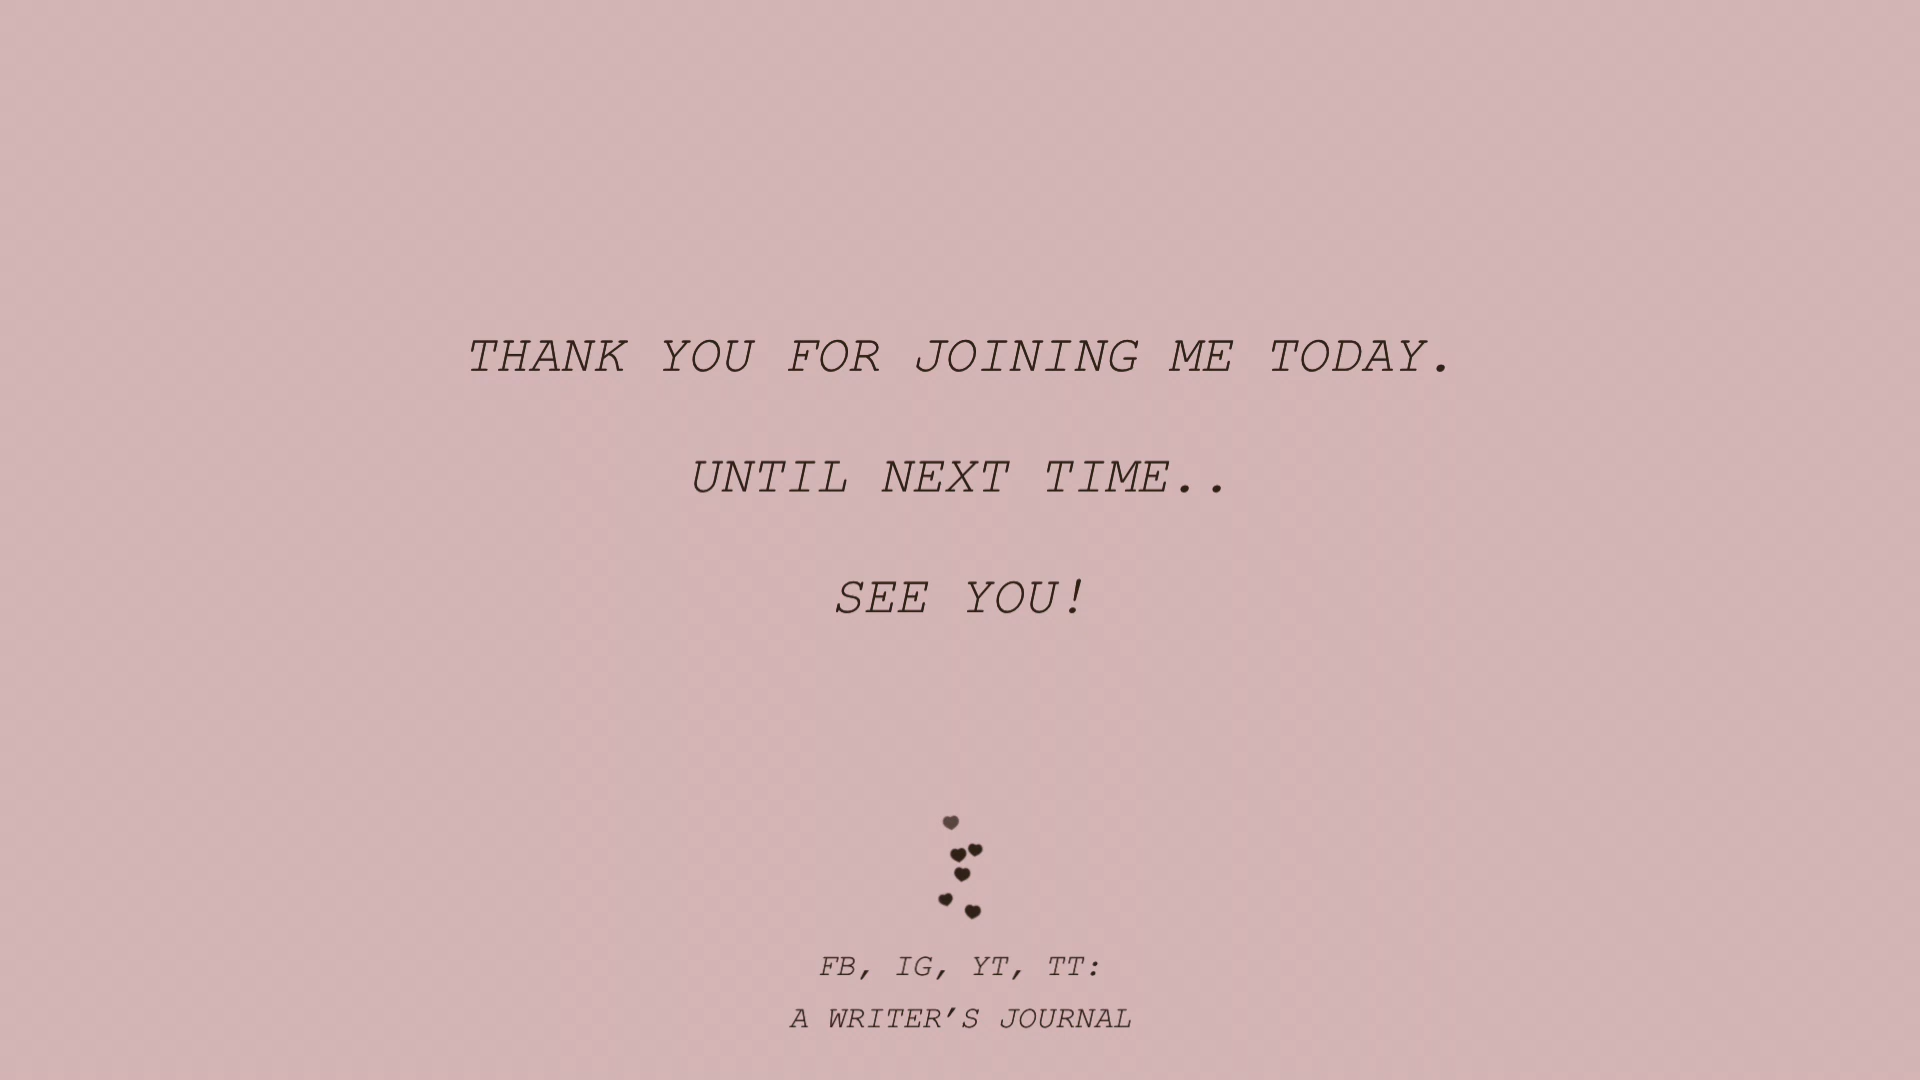 THANK YOU FOR JOINING ME TODAY.
UNTIL NEXT TIME..
SEE YOU!
FB, IG, YT, TT:
A WRITER'S JOURNAL